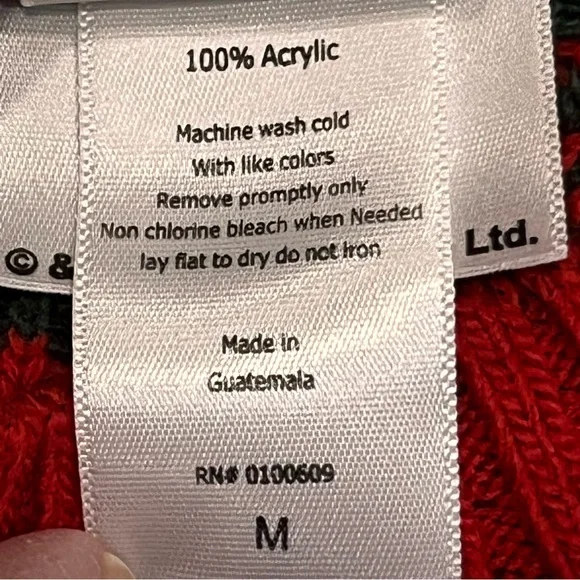 100% Acrylic
Machine wash cold
With like colors
Remove promptly only
Non chlorine bleach when Needed
lay flat to dry do not Iron
© &
Ltd.
Made in
Guatemala
RN# 0100609
M